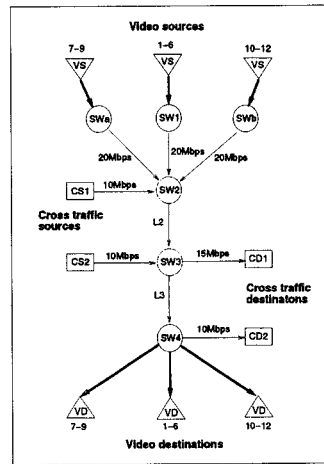 Video sources
7-9 1-6 10-12
VS VS VS
SWa SW1 SWb
20Mbps 20Mbps 20Mbps
CS1 10Mbps SW2
Cross traffic
sources
L2
CS2 10Mbps SW3 15Mbps CD1
L3
Cross traffic
destinatons
SW4 10Mbps CD2
VD VD VD
7-9 1-6 10-12
Video destinations